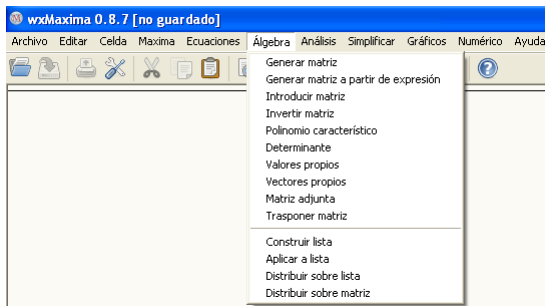 wxMaxima 0.8.7 [no guardado]
Archivo Editar Celda Maxima Ecuaciones Álgebra Análisis Simplificar Gráficos Numérico Ayuda
Generar matriz
Generar matriz a partir de expresión
Introducir matriz
Invertir matriz
Polinomio característico
Determinante
Valores propios
Vectores propios
Matriz adjunta
Trasponer matriz
Construir lista
Aplicar a lista
Distribuir sobre lista
Distribuir sobre matriz